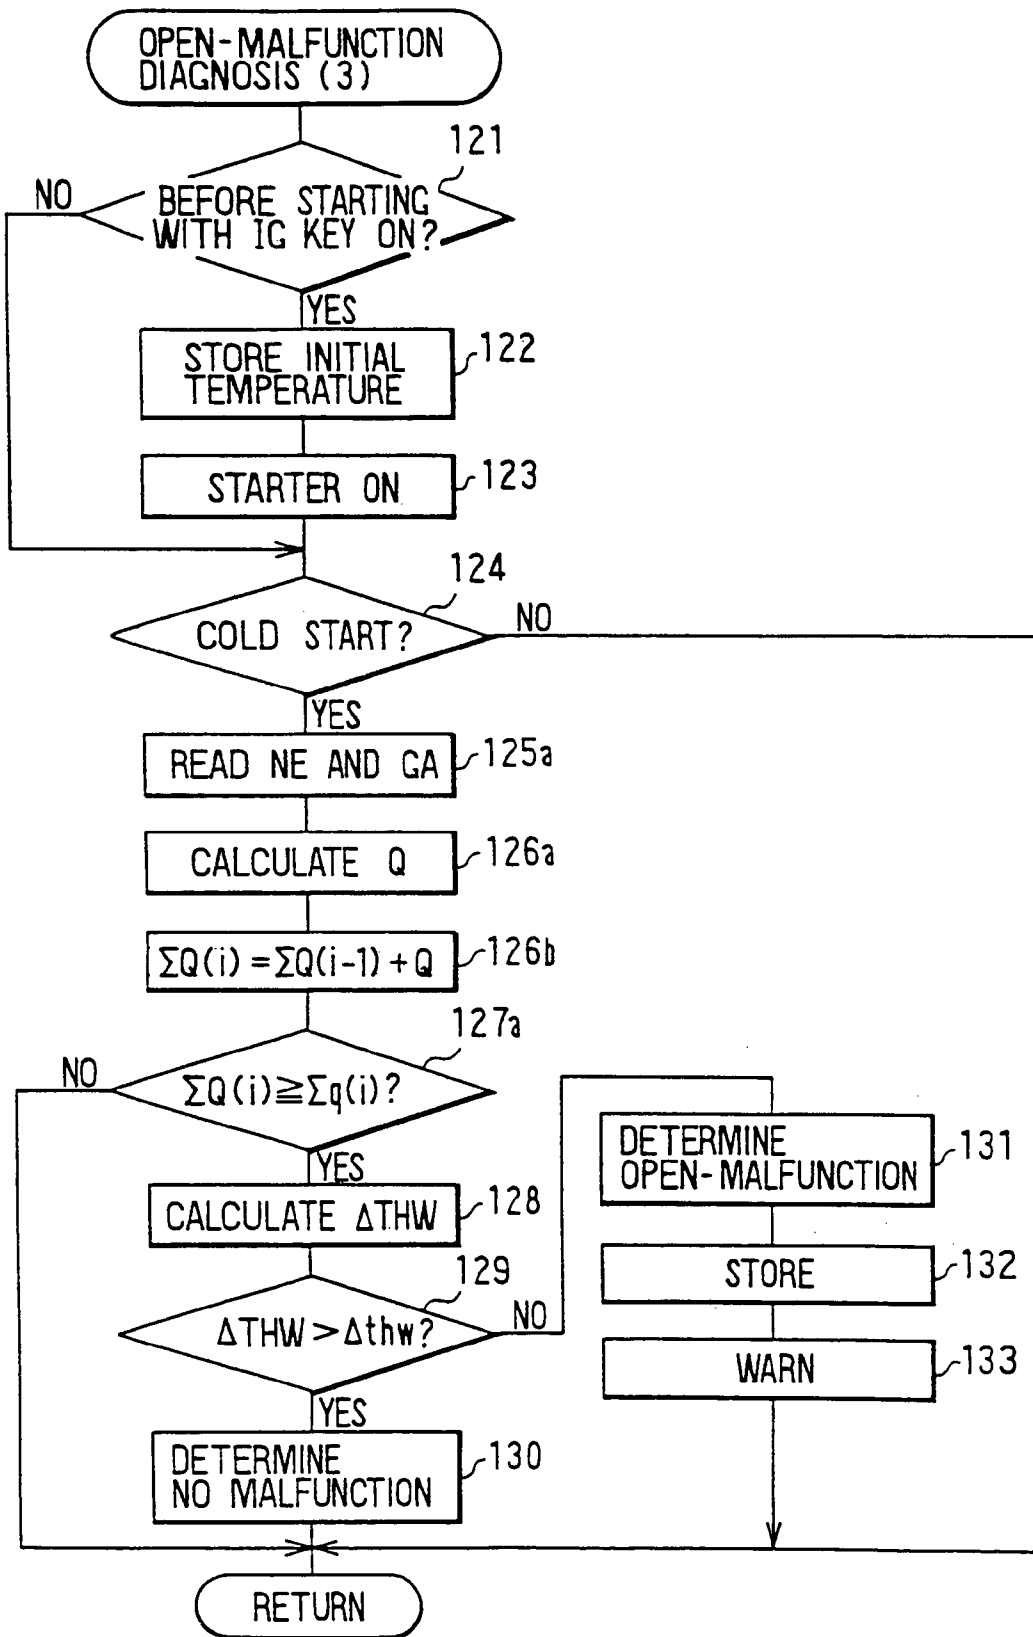 OPEN-MALFUNCTION
DIAGNOSIS (3)
121
NO
BEFORE STARTING
WITH IG KEY ON?
YES
STORE INITIAL
TEMPERATURE
122
STARTER ON
123
124
COLD START?
NO
YES
READ NE AND GA
125a
CALCULATE Q
126a
ΣQ(i)=ΣQ(i-1)+Q
126b
127a
NO
ΣQ(i)≧Σq(i)?
YES
CALCULATE ΔTHW
128
129
ΔTHW>Δthw?
NO
YES
DETERMINE
NO MALFUNCTION
130
DETERMINE
OPEN-MALFUNCTION
131
STORE
132
WARN
133
RETURN